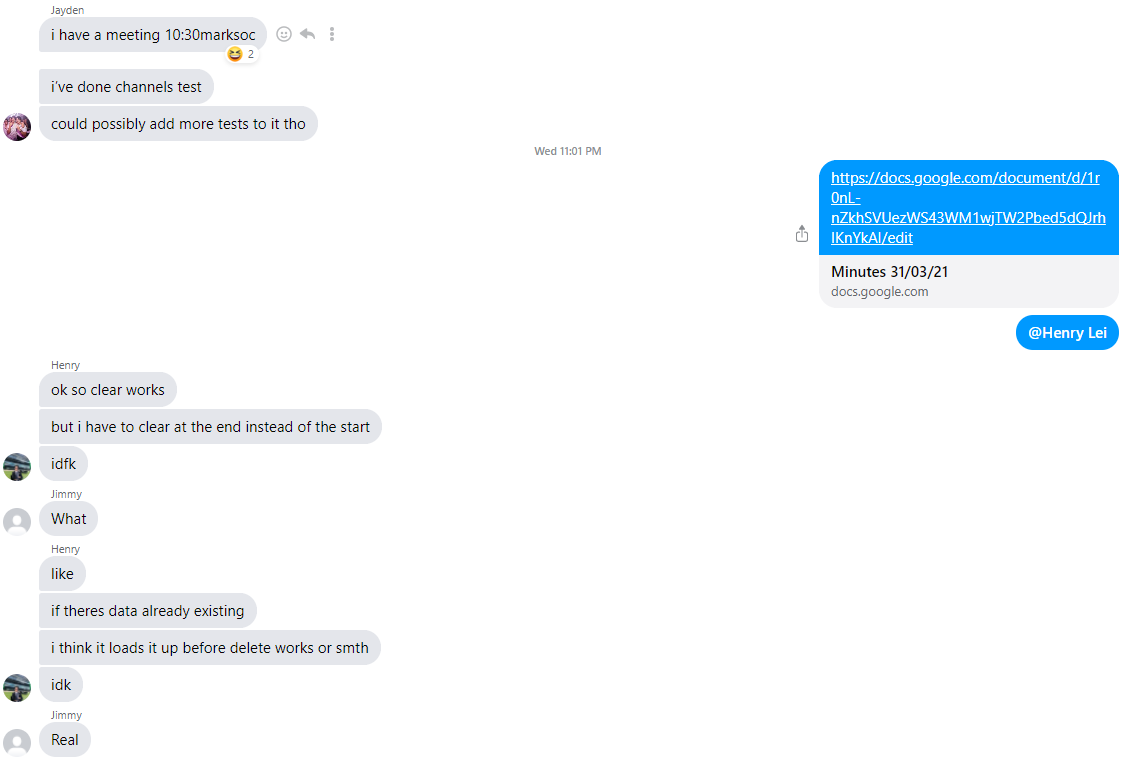 Jayden
i have a meeting 10:30marksoc
2
i've done channels test
could possibly add more tests to it tho
Wed 11:01 PM
https://docs.google.com/document/d/1r
0nL-
nZkhSVUezWS43WM1wjTW2Pbed5dQJrh
lKnYkAI/edit
Minutes 31/03/21
docs.google.com
@Henry Lei
Henry
ok so clear works
but i have to clear at the end instead of the start
idfk
Jimmy
What
Henry
like
if theres data already existing
i think it loads it up before delete works or smth
idk
Jimmy
Real